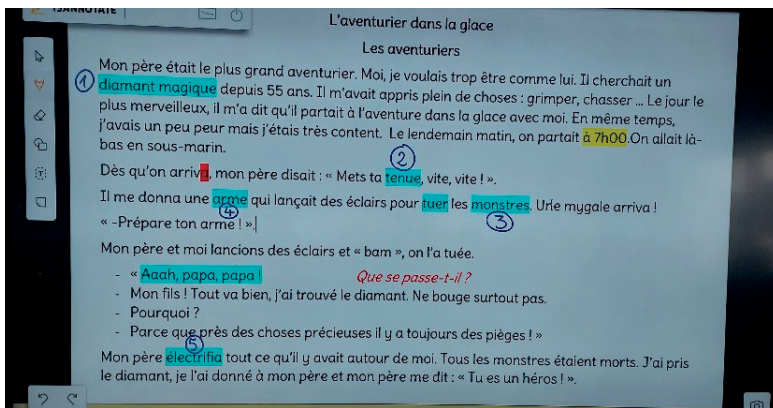 L'aventurier dans la glace
Les aventuriers
Mon père était le plus grand aventurier. Moi, je voulais trop être comme lui. Il cherchait un
1 diamant magique depuis 55 ans. Il m'avait appris plein de choses : grimper, chasser ... Le jour le
plus merveilleux, il m'a dit qu'il partait à l'aventure dans la glace avec moi. En même temps,
j'avais un peu peur mais j'étais très content. Le lendemain matin, on partait à 7h00.On allait là-
bas en sous-marin.
2
Dès qu'on arriva, mon père disait : « Mets ta tenue, vite, vite ! ».
Il me donna une arme qui lançait des éclairs pour tuer les monstres. Une mygale arriva !
4 3
« -Prépare ton arme ! ».
Mon père et moi lancions des éclairs et « bam », on l'a tuée.
- « Aaah, papa, papa ! Que se passe-t-il ?
- Mon fils ! Tout va bien, j'ai trouvé le diamant. Ne bouge surtout pas.
- Pourquoi ?
- Parce que près des choses précieuses il y a toujours des pièges ! »
5
Mon père électrifia tout ce qu'il y avait autour de moi. Tous les monstres étaient morts. J'ai pris
le diamant, je l'ai donné à mon père et mon père me dit : « Tu es un héros ! ».